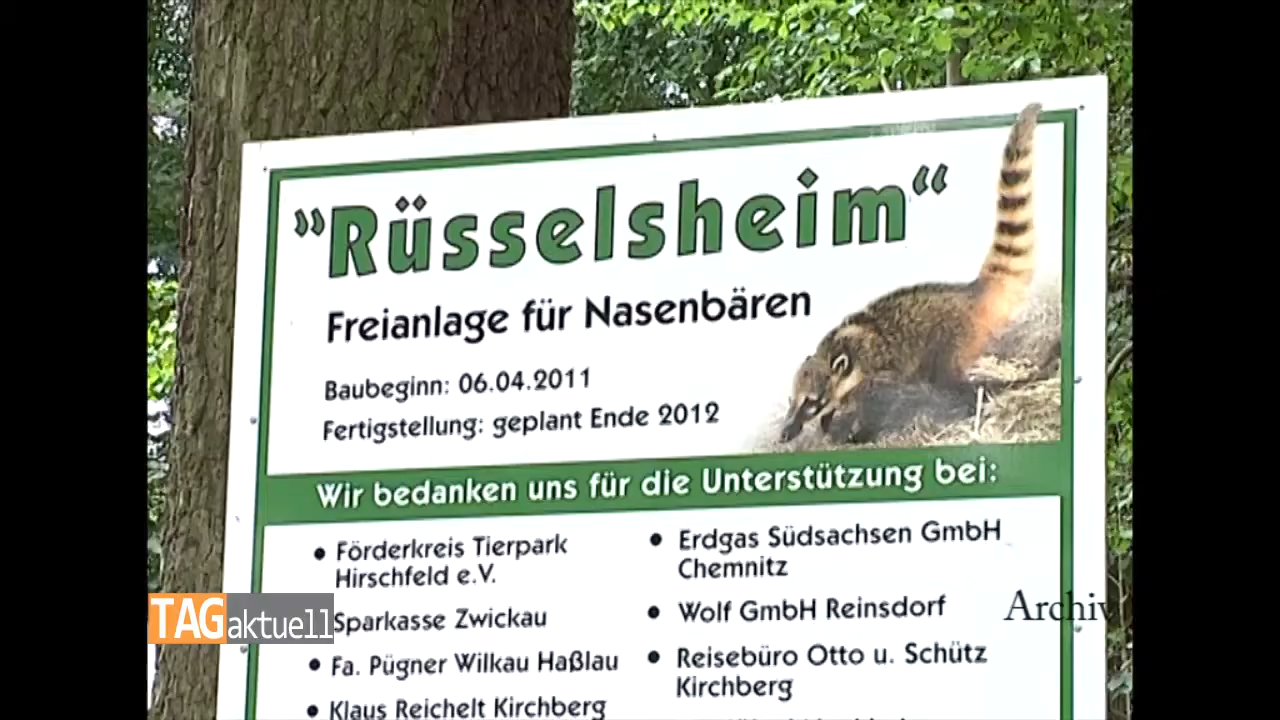 "Rüsselsheim"
Freianlage für Nasenbären
Baubeginn: 06.04.2011
Fertigstellung: geplant Ende 2012
Wir bedanken uns für die Unterstützung bei:
• Förderkreis Tierpark
Hirschfeld e.V.
Sparkasse Zwickau
• Fa. Pügner Wilkau Haßlau
• Klaus Reichelt Kirchberg
• Erdgas Südsachsen GmbH
Chemnitz
• Wolf GmbH Reinsdorf
• Reisebüro Otto u. Schütz
Kirchberg
Archiv
TAGaktuell